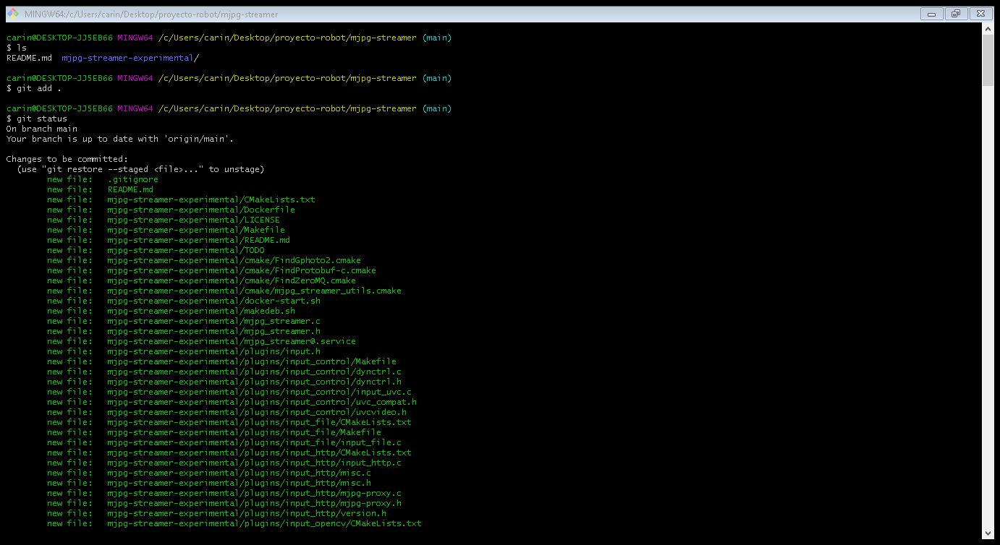 MINGW64:/c/Users/carin/Desktop/proyecto-robot/mjpg-streamer
carin@DESKTOP-JJ5EB66 MINGW64 /c/Users/carin/Desktop/proyecto-robot/mjpg-streamer (main)
$ ls
README.md  mjpg-streamer-experimental/
carin@DESKTOP-JJ5EB66 MINGW64 /c/Users/carin/Desktop/proyecto-robot/mjpg-streamer (main)
$ git add .
carin@DESKTOP-JJ5EB66 MINGW64 /c/Users/carin/Desktop/proyecto-robot/mjpg-streamer (main)
$ git status
On branch main
Your branch is up to date with 'origin/main'.
Changes to be committed:
  (use "git restore --staged <file>..." to unstage)
        new file:   .gitignore
        new file:   README.md
        new file:   mjpg-streamer-experimental/CMakeLists.txt
        new file:   mjpg-streamer-experimental/Dockerfile
        new file:   mjpg-streamer-experimental/LICENSE
        new file:   mjpg-streamer-experimental/Makefile
        new file:   mjpg-streamer-experimental/README.md
        new file:   mjpg-streamer-experimental/TODO
        new file:   mjpg-streamer-experimental/cmake/FindGphoto2.cmake
        new file:   mjpg-streamer-experimental/cmake/FindProtobuf-c.cmake
        new file:   mjpg-streamer-experimental/cmake/FindZeroMQ.cmake
        new file:   mjpg-streamer-experimental/cmake/mjpg_streamer_utils.cmake
        new file:   mjpg-streamer-experimental/docker-start.sh
        new file:   mjpg-streamer-experimental/makedeb.sh
        new file:   mjpg-streamer-experimental/mjpg_streamer.c
        new file:   mjpg-streamer-experimental/mjpg_streamer.h
        new file:   mjpg-streamer-experimental/mjpg_streamer@.service
        new file:   mjpg-streamer-experimental/plugins/input.h
        new file:   mjpg-streamer-experimental/plugins/input_control/Makefile
        new file:   mjpg-streamer-experimental/plugins/input_control/dynctrl.c
        new file:   mjpg-streamer-experimental/plugins/input_control/dynctrl.h
        new file:   mjpg-streamer-experimental/plugins/input_control/input_uvc.c
        new file:   mjpg-streamer-experimental/plugins/input_control/uvc_compat.h
        new file:   mjpg-streamer-experimental/plugins/input_control/uvcvideo.h
        new file:   mjpg-streamer-experimental/plugins/input_file/CMakeLists.txt
        new file:   mjpg-streamer-experimental/plugins/input_file/Makefile
        new file:   mjpg-streamer-experimental/plugins/input_file/input_file.c
        new file:   mjpg-streamer-experimental/plugins/input_http/CMakeLists.txt
        new file:   mjpg-streamer-experimental/plugins/input_http/input_http.c
        new file:   mjpg-streamer-experimental/plugins/input_http/misc.c
        new file:   mjpg-streamer-experimental/plugins/input_http/misc.h
        new file:   mjpg-streamer-experimental/plugins/input_http/mjpg-proxy.c
        new file:   mjpg-streamer-experimental/plugins/input_http/mjpg-proxy.h
        new file:   mjpg-streamer-experimental/plugins/input_http/version.h
        new file:   mjpg-streamer-experimental/plugins/input_opencv/CMakeLists.txt